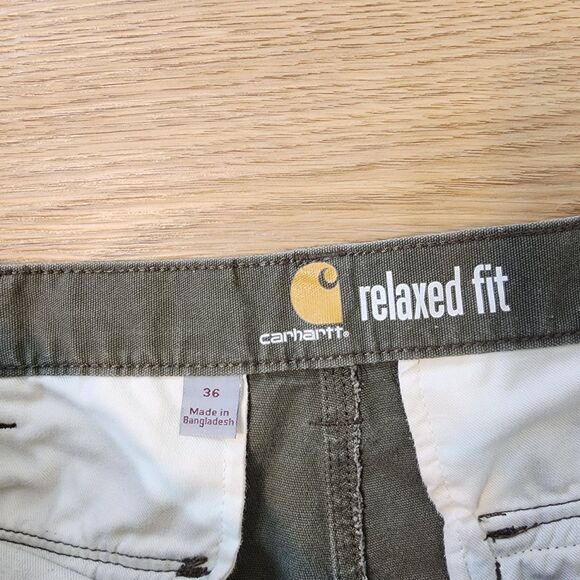 relaxed fit
carhartt®
36
Made in
Bangladesh